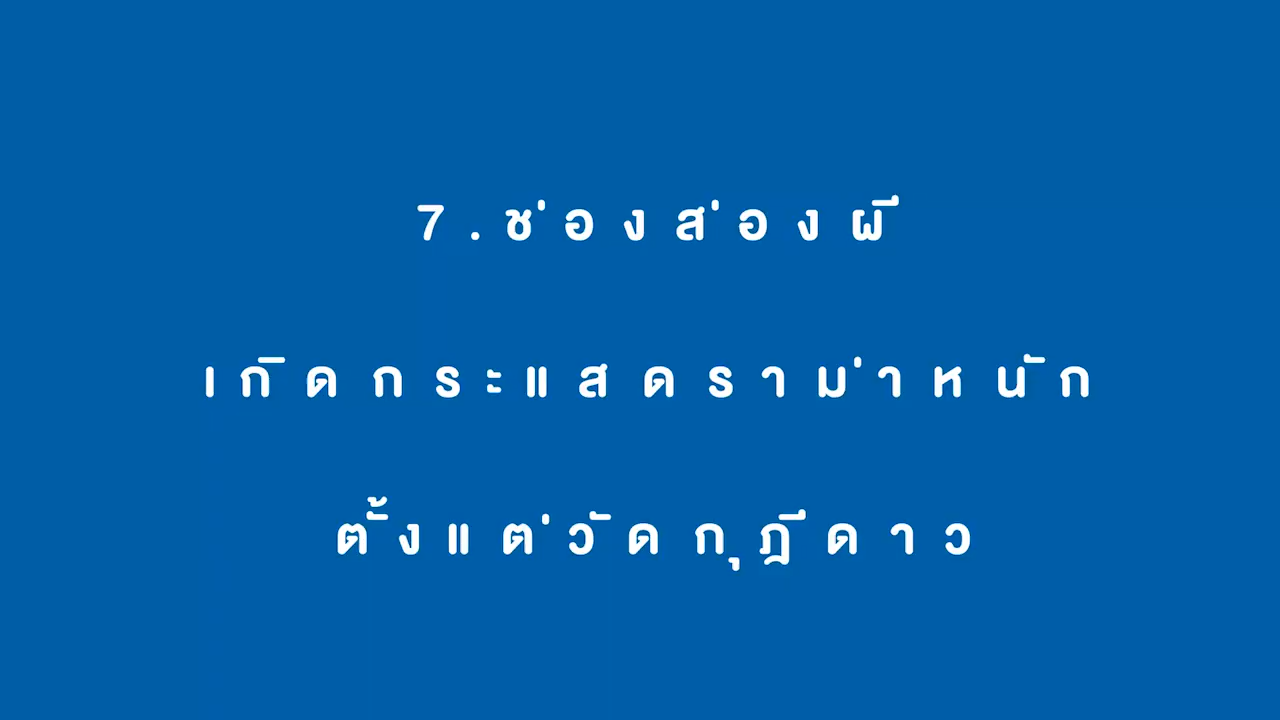 7.ช่องส่องผี
เกิดกระแสดราม่าหนัก
ตั้งแต่วัดกุฎีดาว